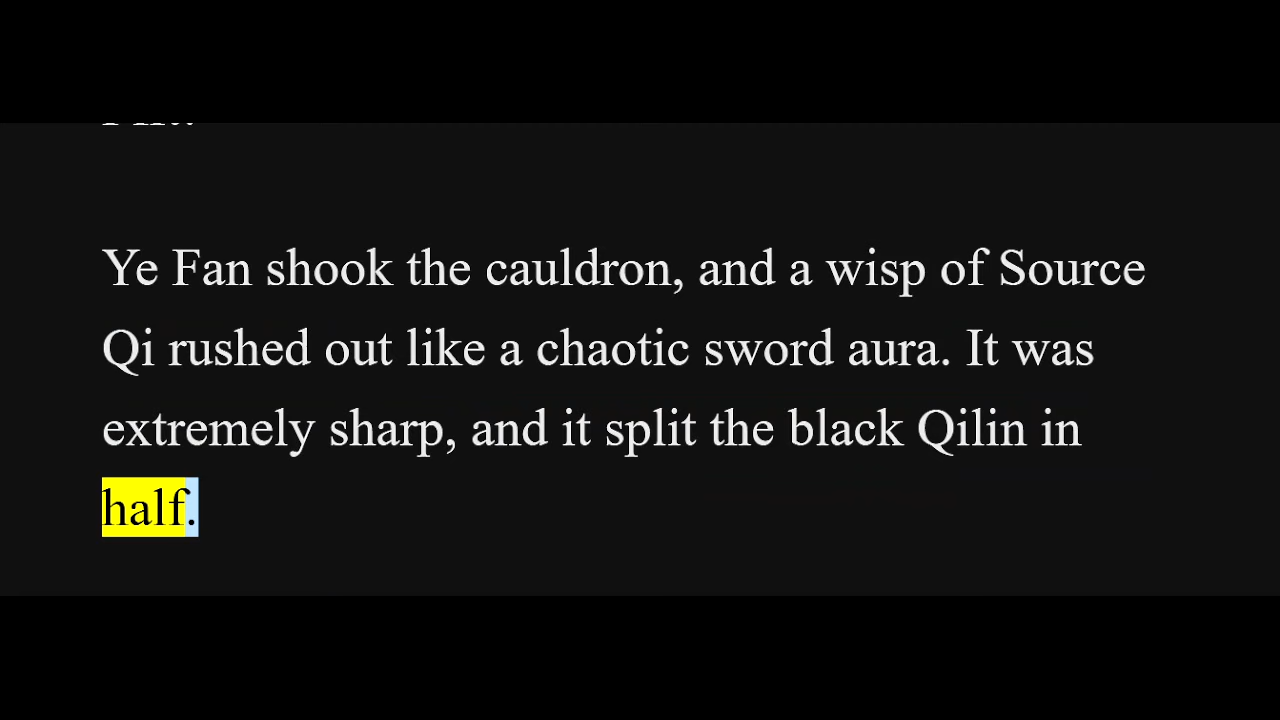 Ye Fan shook the cauldron, and a wisp of Source
Qi rushed out like a chaotic sword aura. It was
extremely sharp, and it split the black Qilin in
half.